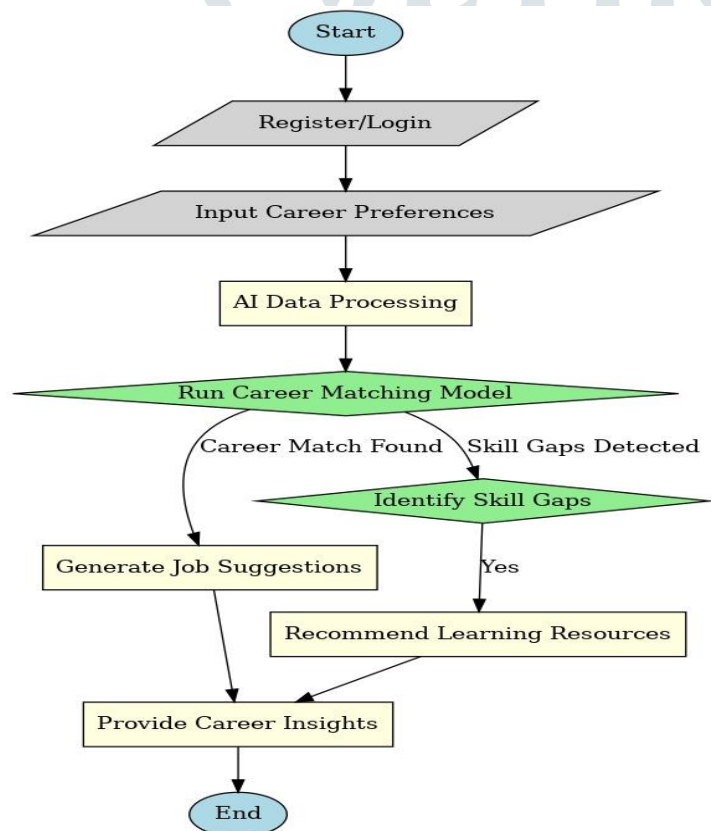 Start
Register/Login
Input Career Preferences
AI Data Processing
Run Career Matching Model
Career Match Found
Skill Gaps Detected
Identify Skill Gaps
Generate Job Suggestions
Yes
Recommend Learning Resources
Provide Career Insights
End